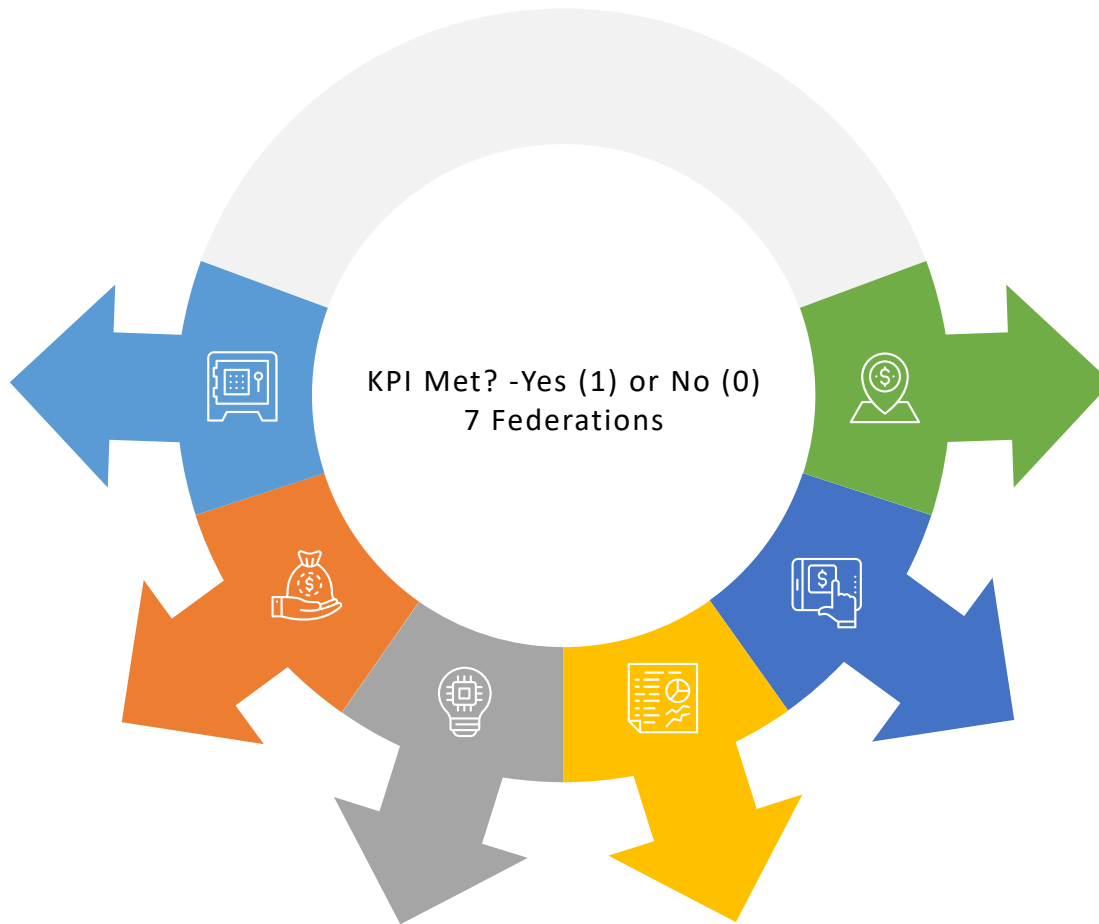 KPI Met? -Yes (1) or No (0)
7 Federations